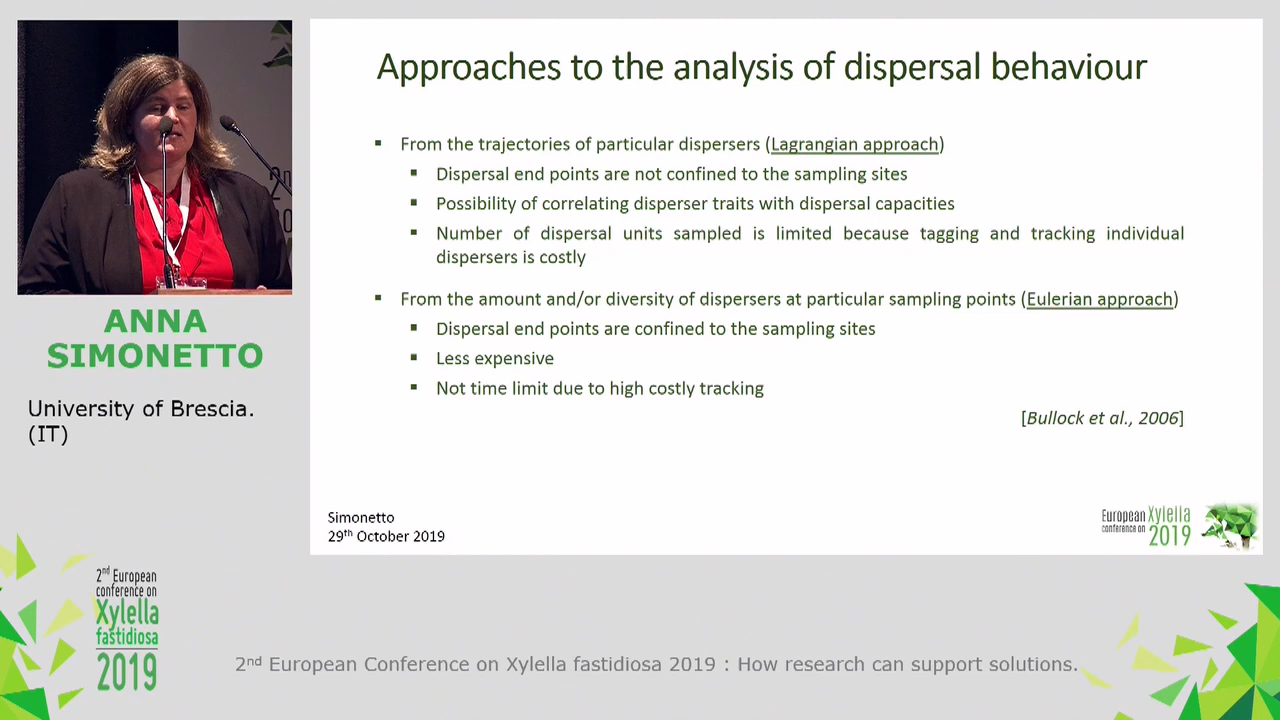 Approaches to the analysis of dispersal behaviour
▪ From the trajectories of particular dispersers (Lagrangian approach)
▪ Dispersal end points are not confined to the sampling sites
▪ Possibility of correlating disperser traits with dispersal capacities
▪ Number of dispersal units sampled is limited because tagging and tracking individual
dispersers is costly
▪ From the amount and/or diversity of dispersers at particular sampling points (Eulerian approach)
▪ Dispersal end points are confined to the sampling sites
▪ Less expensive
▪ Not time limit due to high costly tracking
[Bullock et al., 2006]
Simonetto
29th October 2019
European Xylella
conference on 2019
ANNA
SIMONETTO
University of Brescia.
(IT)
2nd European
conference on
Xylella
fastidiosa
2019
2nd European Conference on Xylella fastidiosa 2019 : How research can support solutions.